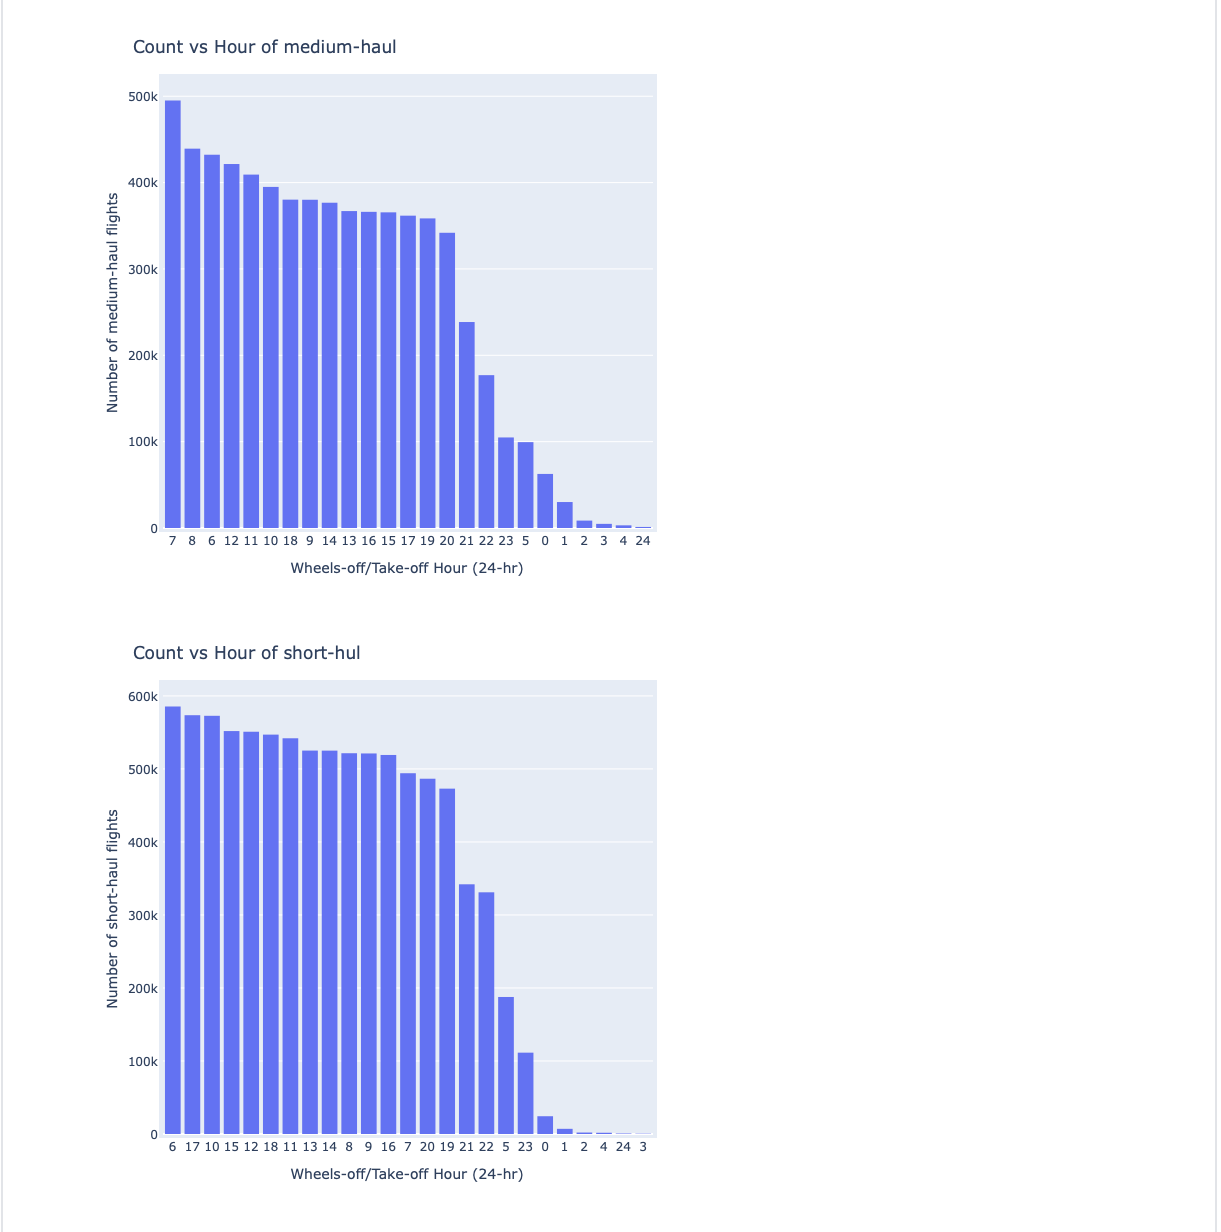 Count vs Hour of medium-haul
500k
400k
300k
200k
100k
0
Number of medium-haul flights
7 8 6 12 11 10 18 9 14 13 16 15 17 19 20 21 22 23 5 0 1 2 3 4 24
Wheels-off/Take-off Hour (24-hr)
Count vs Hour of short-hul
600k
500k
400k
300k
200k
100k
0
Number of short-haul flights
6 17 10 15 12 18 11 13 14 8 9 16 7 20 19 21 22 5 23 0 1 2 4 24 3
Wheels-off/Take-off Hour (24-hr)